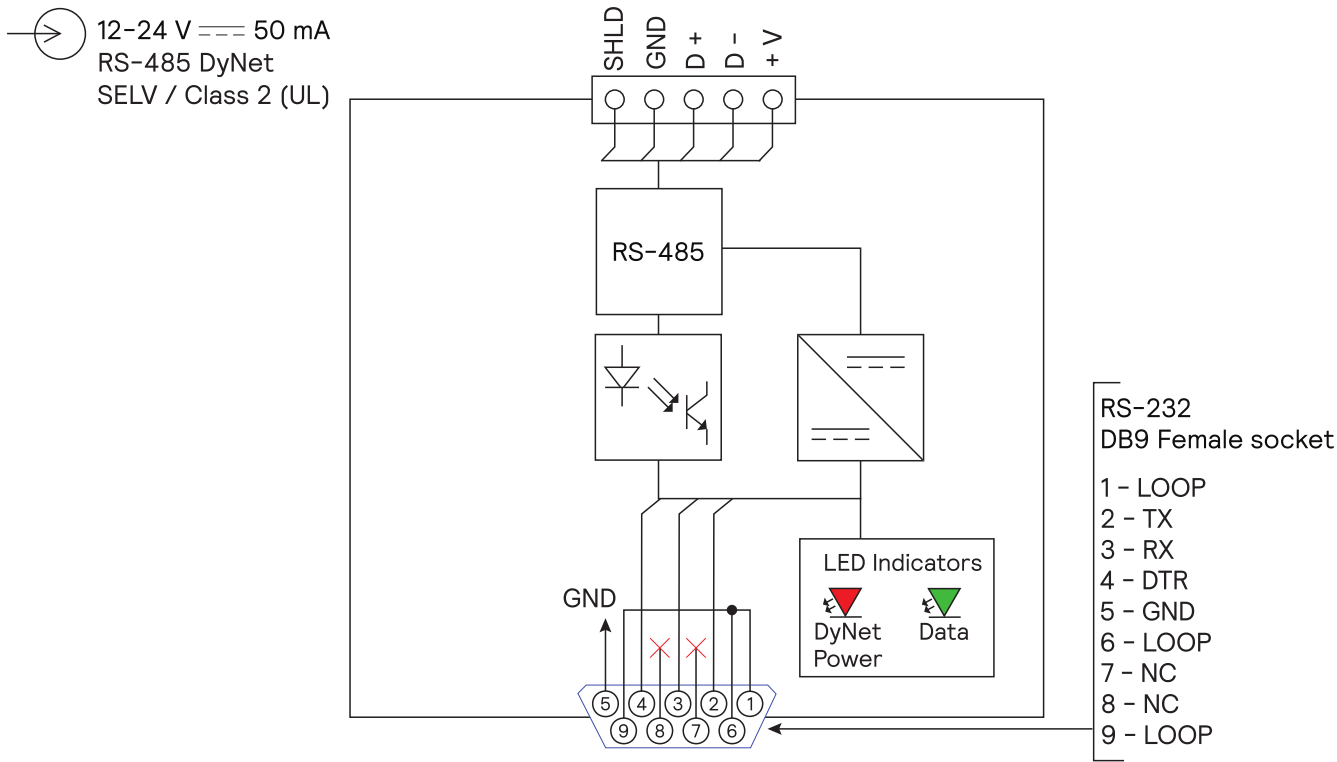 12-24 V 50 mA
RS-485 DyNet
SELV / Class 2 (UL)
SHLD
GND
D +
D -
+ V
RS-485
RS-232
DB9 Female socket
1 - LOOP
2 - TX
3 - RX
4 - DTR
5 - GND
6 - LOOP
7 - NC
8 - NC
9 - LOOP
LED Indicators
DyNet
Power
Data
GND
5 4 3 2 1
9 8 7 6